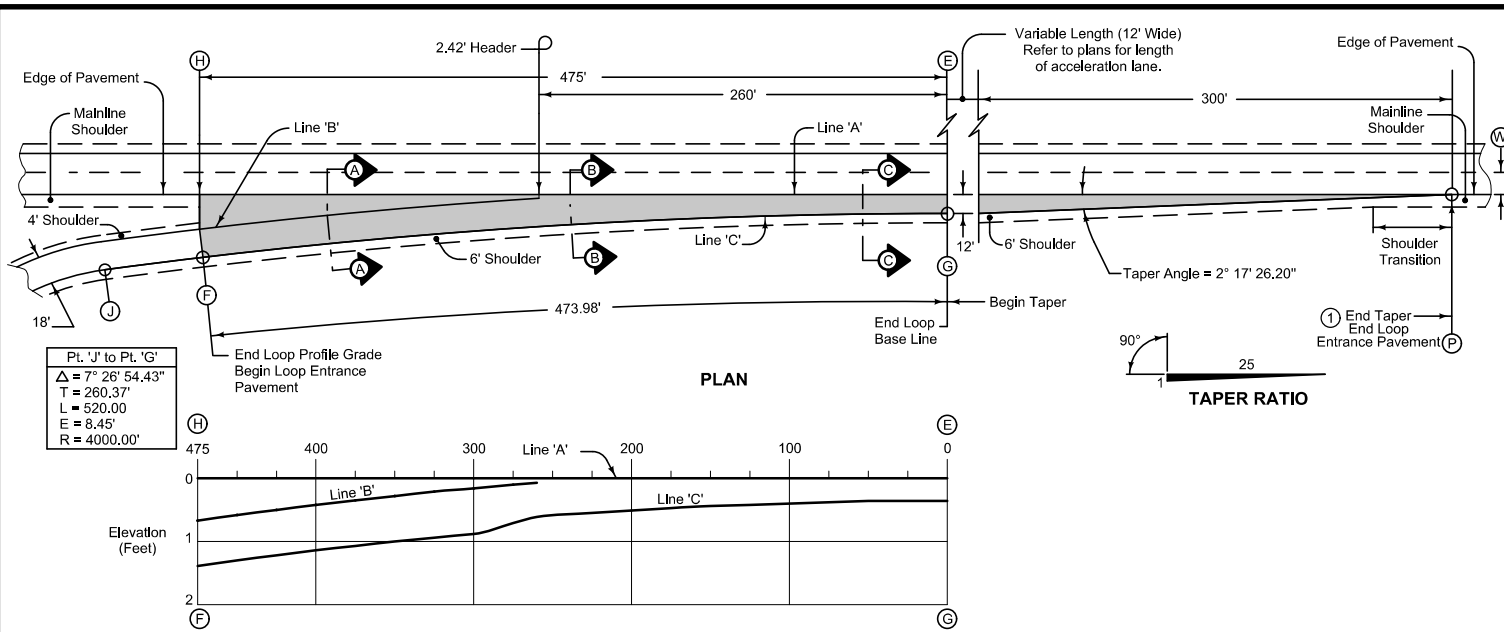 Variable Length (12' Wide)
Refer to plans for length
of acceleration lane.
Edge of Pavement
2.42' Header
H
E
475'
260'
300'
Edge of Pavement
Mainline
Shoulder
Line 'B'
Line 'A'
Mainline
Shoulder
W
A
B
C
4' Shoulder
6' Shoulder
Line 'C'
12'
6' Shoulder
Shoulder
Transition
A
B
C
G
F
J
18'
473.98'
Taper Angle = 2° 17' 26.20"
Begin Taper
End Loop
Base Line
1 End Taper
End Loop
Entrance Pavement
P
End Loop Profile Grade
Begin Loop Entrance
Pavement
PLAN
90°
25
1
TAPER RATIO
Pt. 'J' to Pt. 'G'
Δ = 7° 26' 54.43"
T = 260.37'
L = 520.00
E = 8.45'
R = 4000.00'
H
E
475 400 300 200 100 0
Line 'A'
0
Line 'B'
Line 'C'
Elevation
(Feet)
1
2
F
G